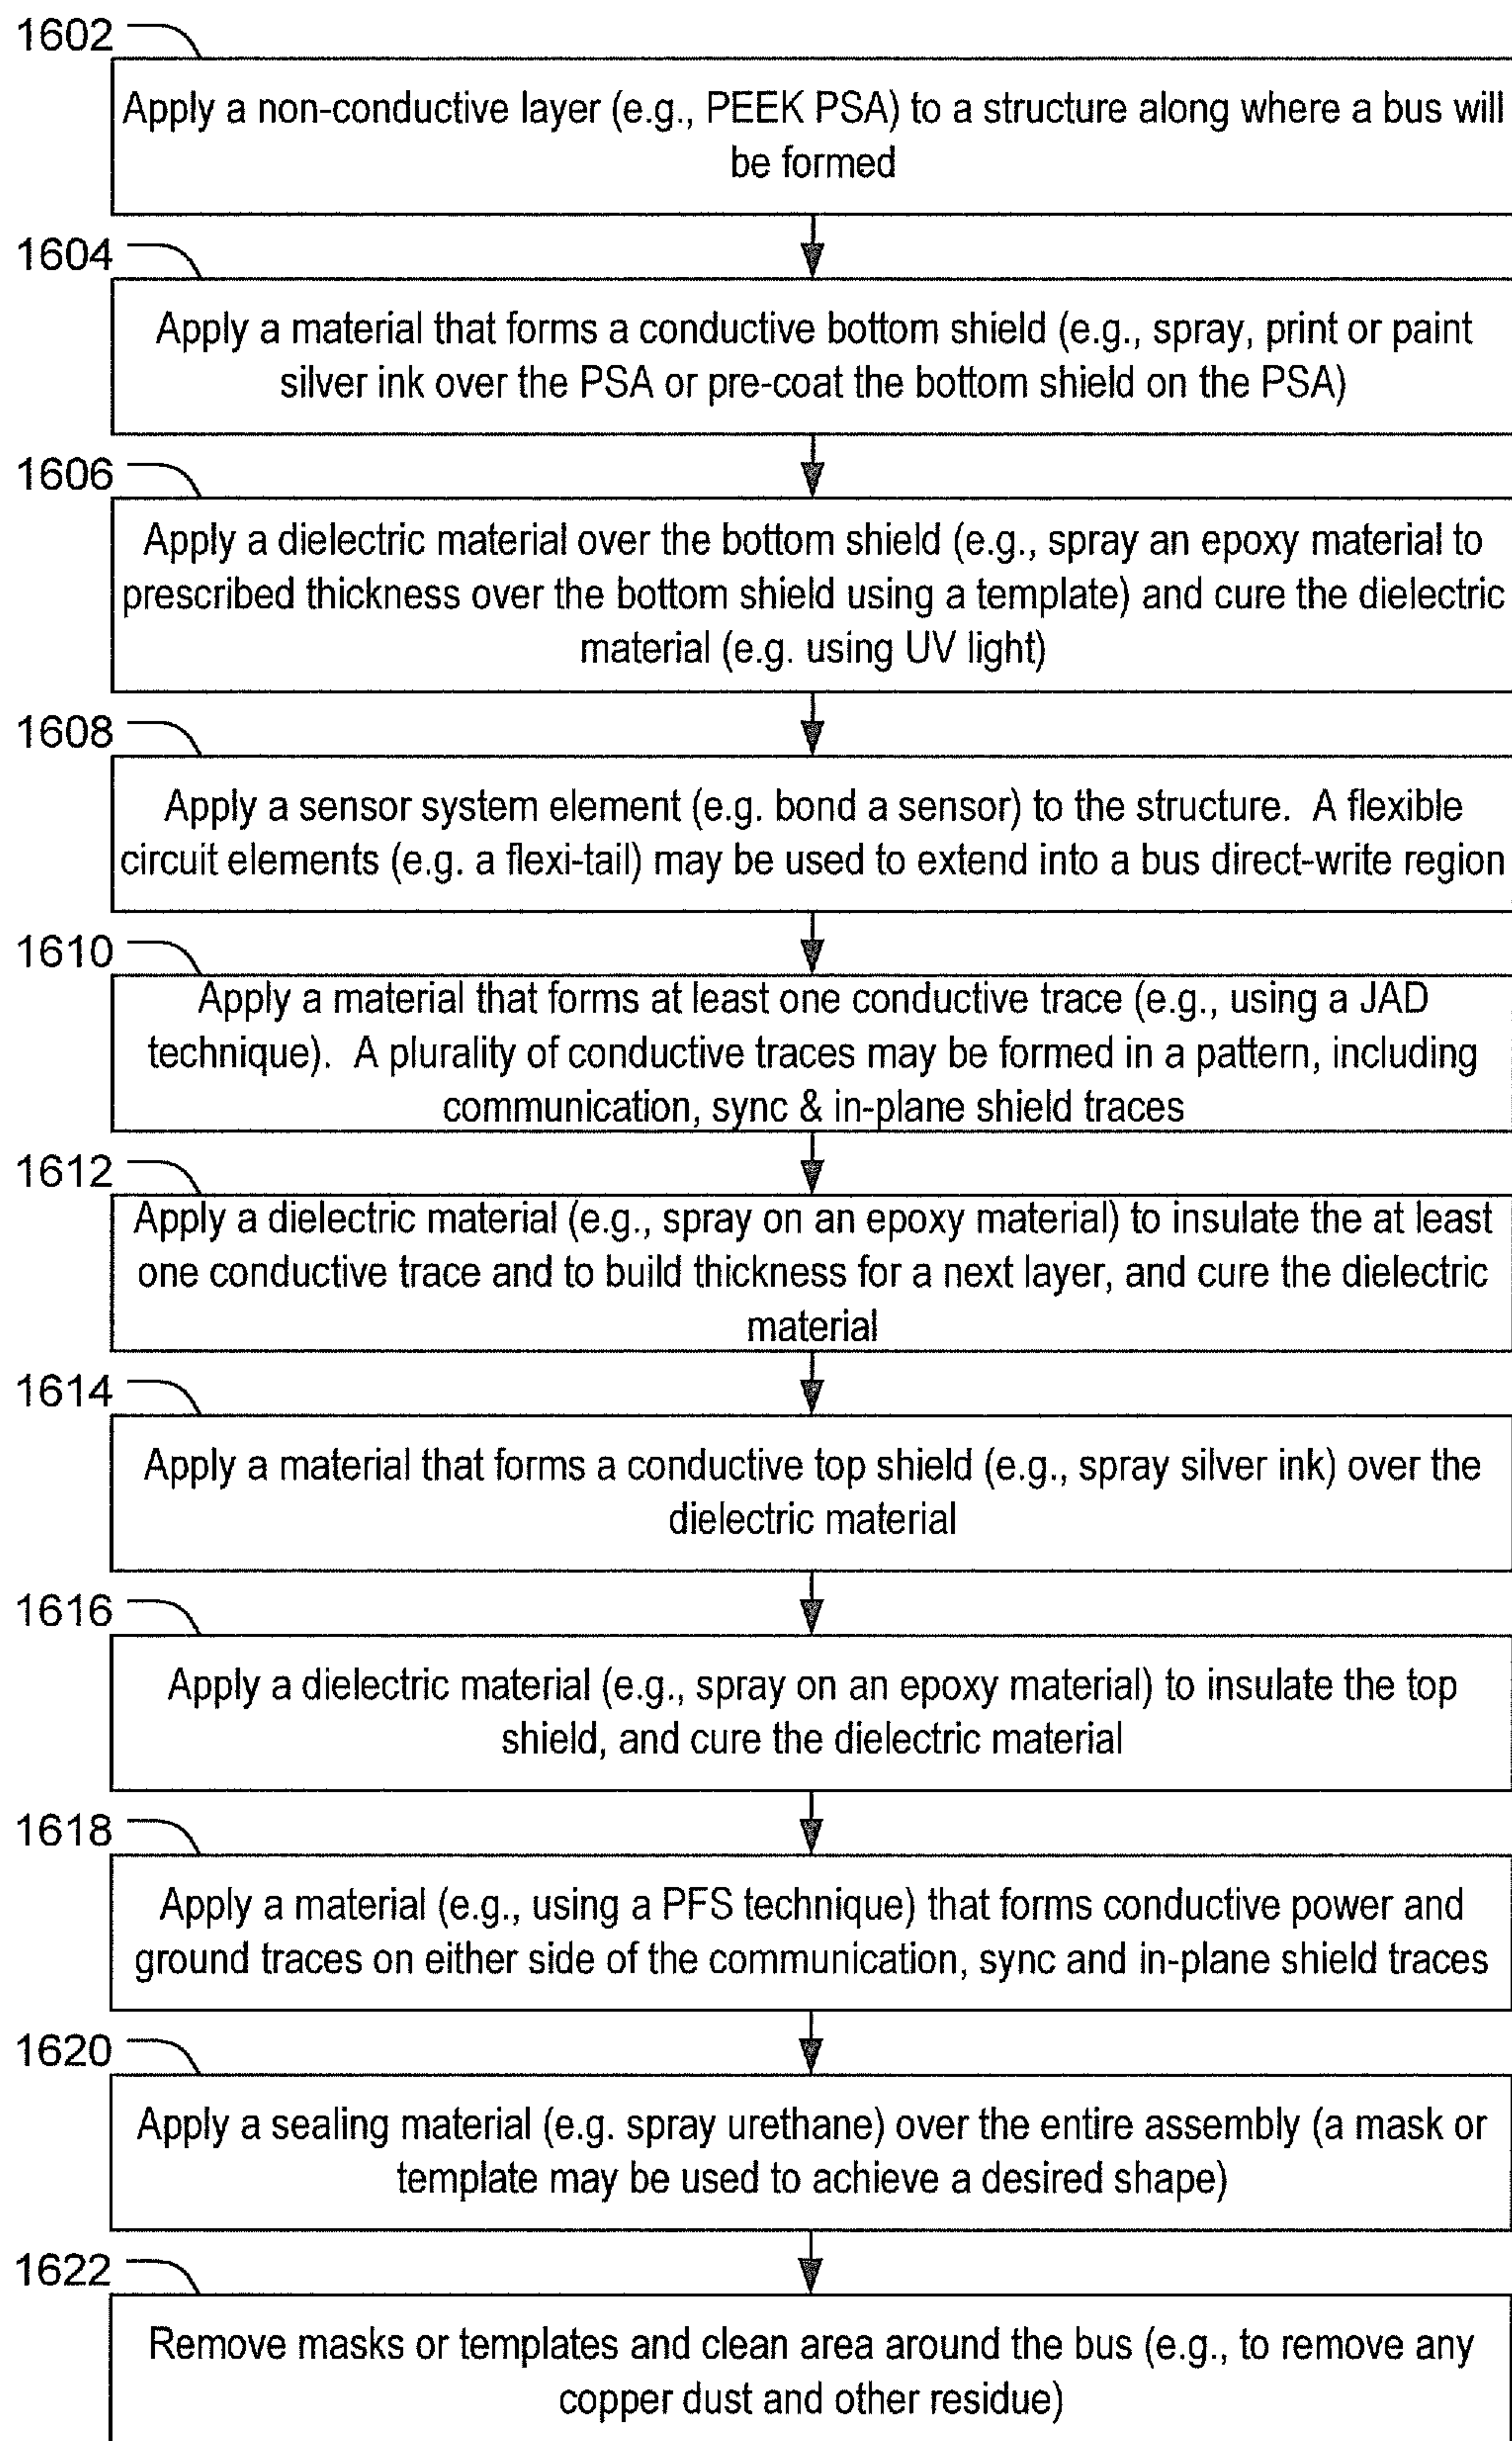 1602
Apply a non-conductive layer (e.g., PEEK PSA) to a structure along where a bus will
be formed
1604
Apply a material that forms a conductive bottom shield (e.g., spray, print or paint
silver ink over the PSA or pre-coat the bottom shield on the PSA)
1606
Apply a dielectric material over the bottom shield (e.g., spray an epoxy material to
prescribed thickness over the bottom shield using a template) and cure the dielectric
material (e.g. using UV light)
1608
Apply a sensor system element (e.g. bond a sensor) to the structure. A flexible
circuit elements (e.g. a flexi-tail) may be used to extend into a bus direct-write region
1610
Apply a material that forms at least one conductive trace (e.g., using a JAD
technique). A plurality of conductive traces may be formed in a pattern, including
communication, sync & in-plane shield traces
1612
Apply a dielectric material (e.g., spray on an epoxy material) to insulate the at least
one conductive trace and to build thickness for a next layer, and cure the dielectric
material
1614
Apply a material that forms a conductive top shield (e.g., spray silver ink) over the
dielectric material
1616
Apply a dielectric material (e.g., spray on an epoxy material) to insulate the top
shield, and cure the dielectric material
1618
Apply a material (e.g., using a PFS technique) that forms conductive power and
ground traces on either side of the communication, sync and in-plane shield traces
1620
Apply a sealing material (e.g. spray urethane) over the entire assembly (a mask or
template may be used to achieve a desired shape)
1622
Remove masks or templates and clean area around the bus (e.g., to remove any
copper dust and other residue)